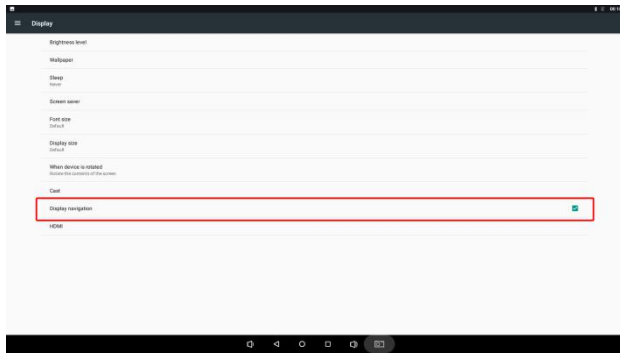 Display
Brightness level
Wallpaper
Sleep
Never
Screen saver
Font size
Default
Display size
Default
When device is rotated
Rotate the contents of the screen
Cast
Display navigation
HDMI